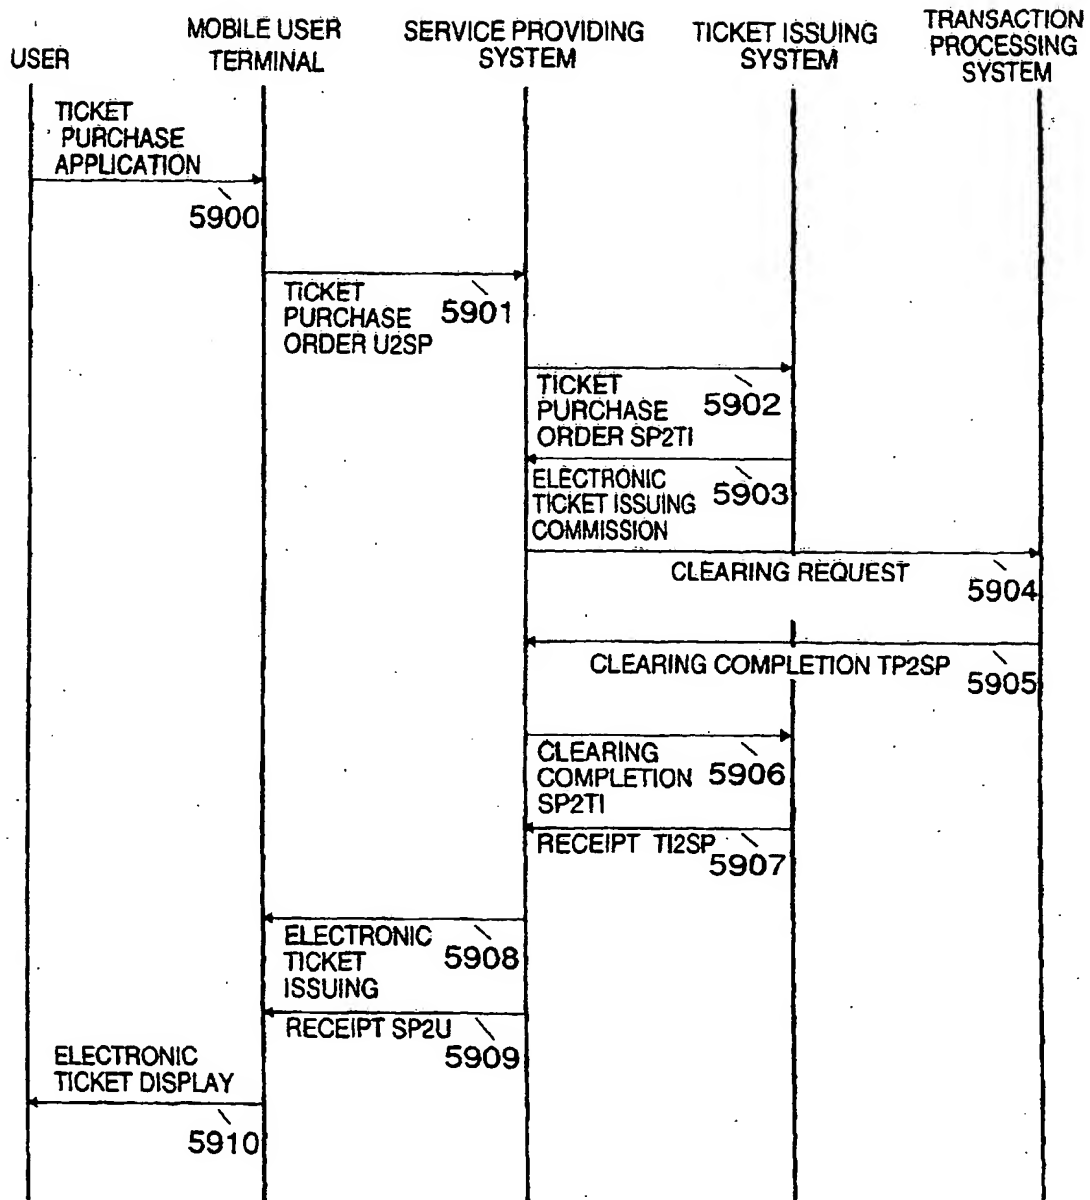 USER
MOBILE USER
TERMINAL
SERVICE PROVIDING
SYSTEM
TICKET ISSUING
SYSTEM
TRANSACTION
PROCESSING
SYSTEM
TICKET
PURCHASE
APPLICATION
5900
TICKET
PURCHASE
ORDER U2SP
5901
TICKET
PURCHASE
ORDER SP2TI
5902
ELECTRONIC
TICKET ISSUING
COMMISSION
5903
CLEARING REQUEST
5904
CLEARING COMPLETION TP2SP
5905
CLEARING
COMPLETION
SP2TI
5906
RECEIPT TI2SP
5907
ELECTRONIC
TICKET
ISSUING
5908
RECEIPT SP2U
5909
ELECTRONIC
TICKET DISPLAY
5910